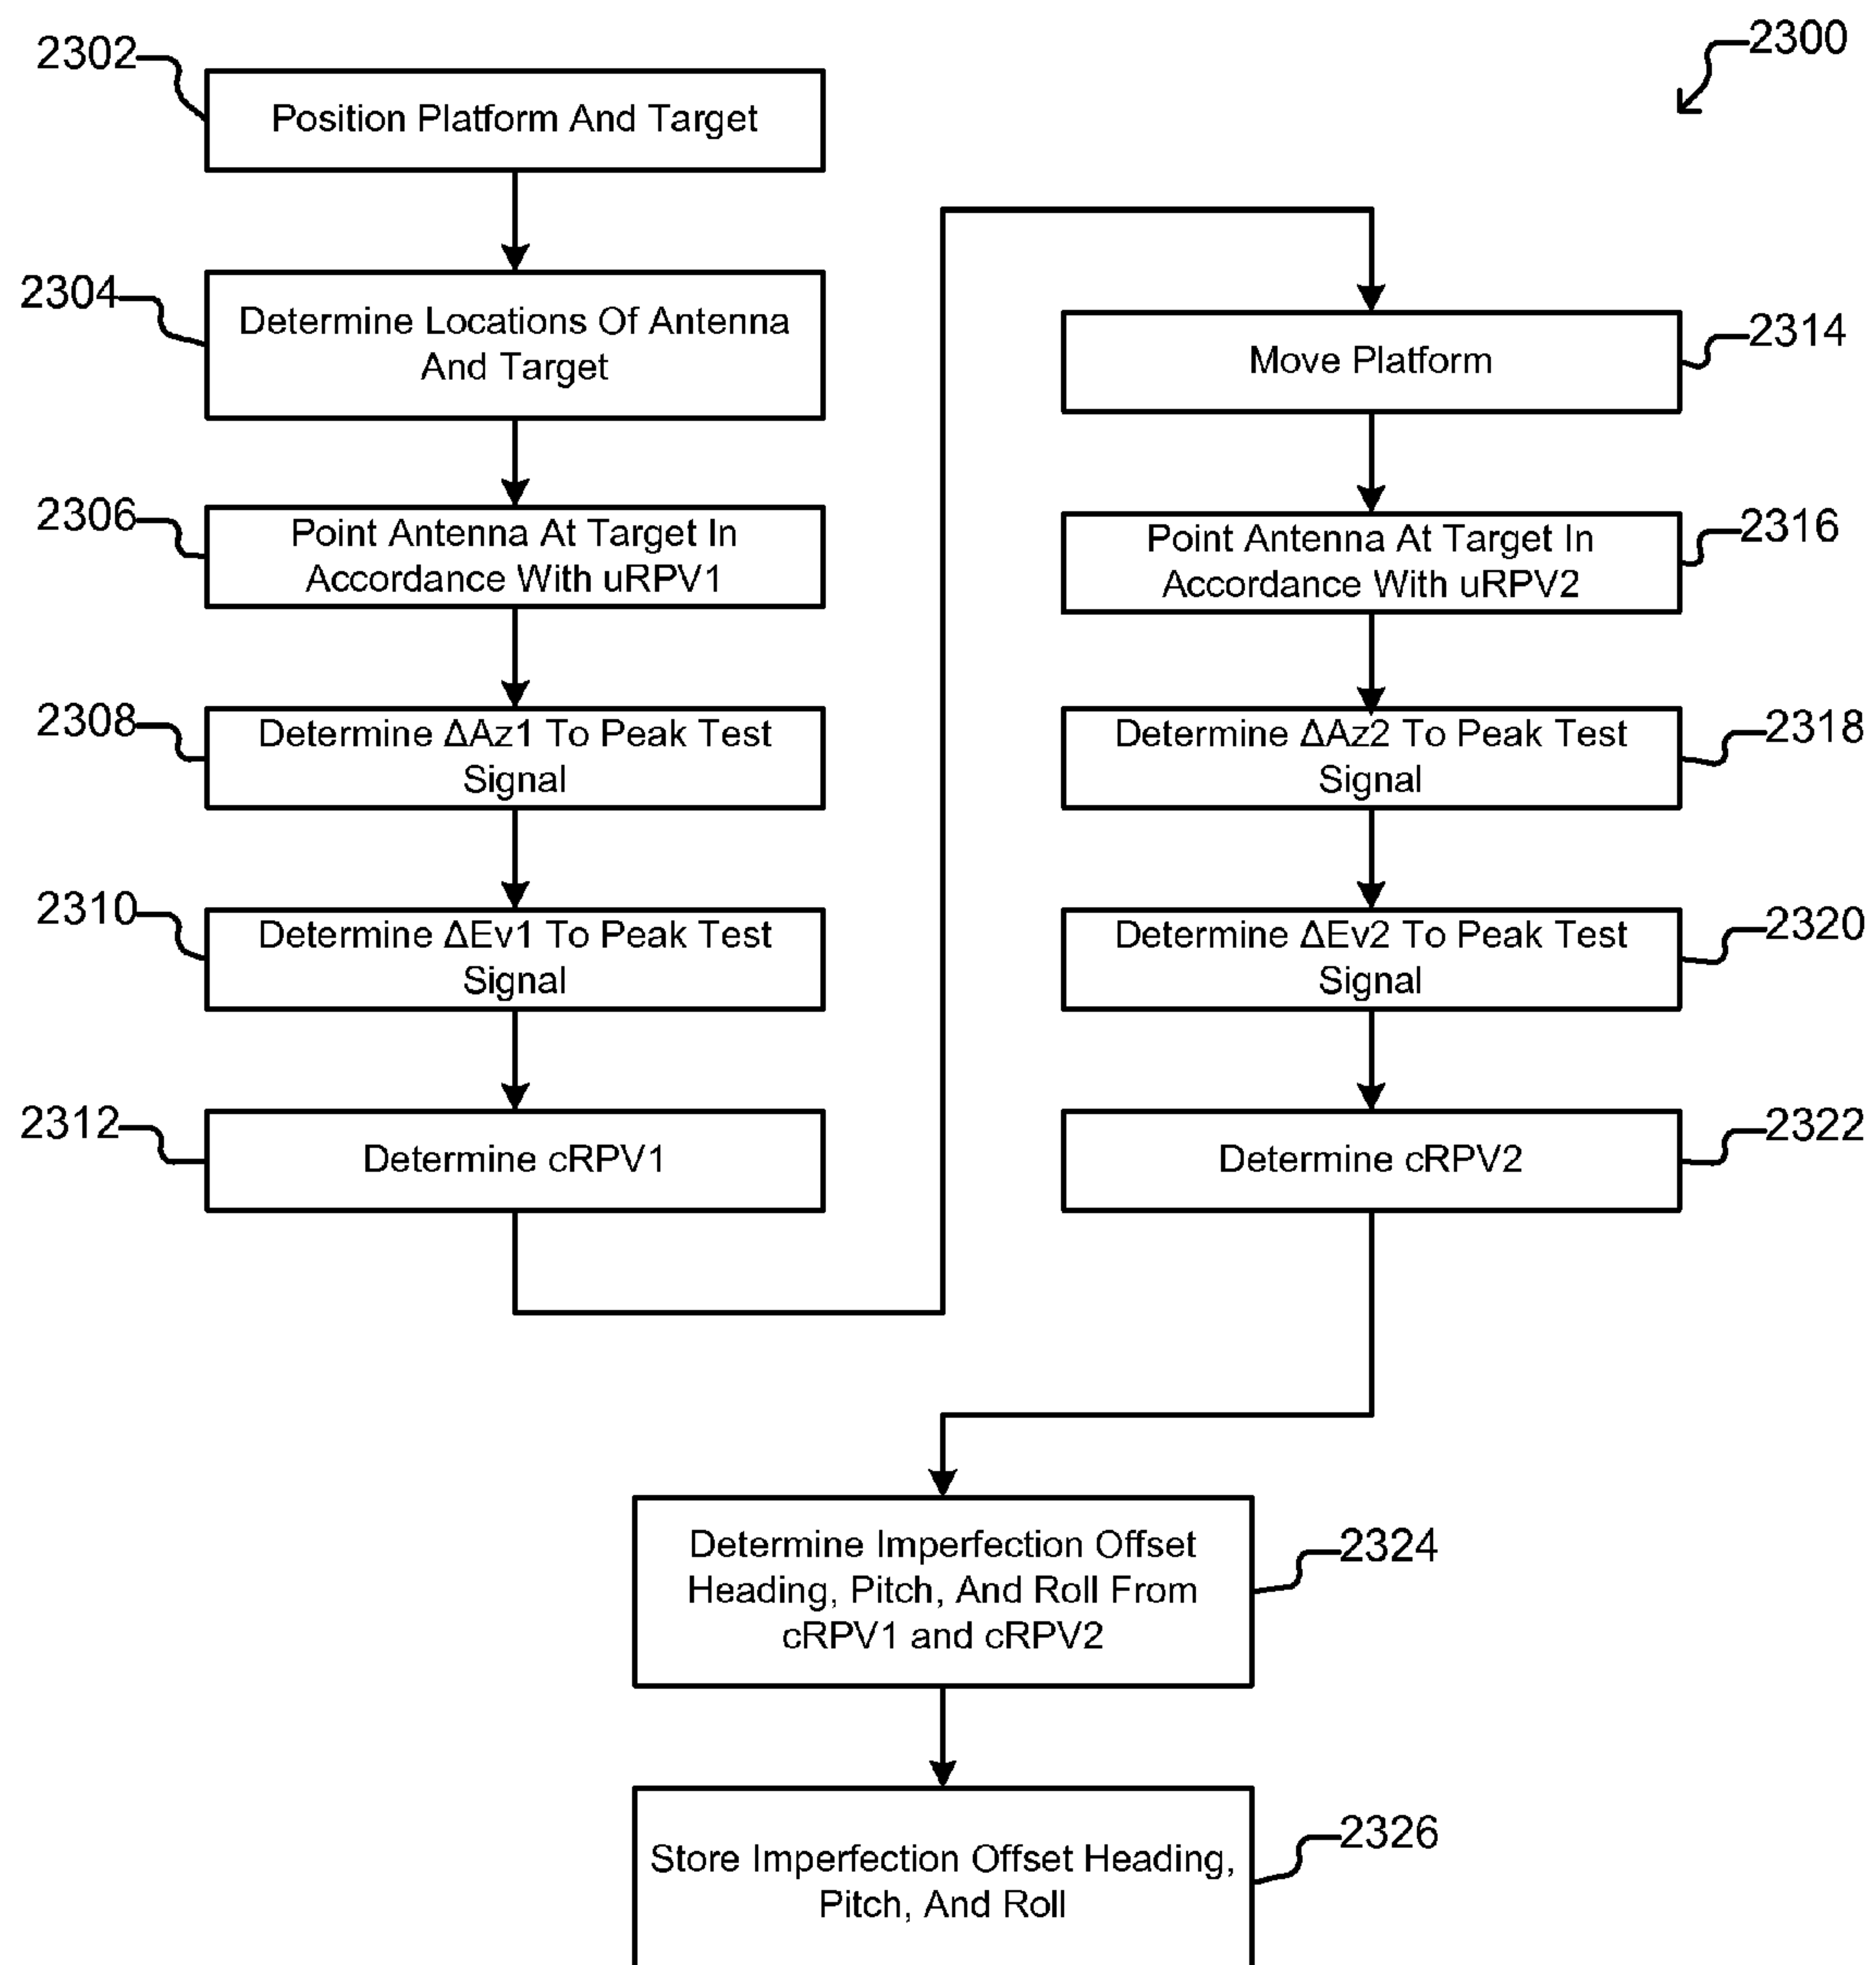 2300
2302
Position Platform And Target
2304
Determine Locations Of Antenna
And Target
2306
Point Antenna At Target In
Accordance With uRPV1
2308
Determine ΔAz1 To Peak Test
Signal
2310
Determine ΔEv1 To Peak Test
Signal
2312
Determine cRPV1
2314
Move Platform
2316
Point Antenna At Target In
Accordance With uRPV2
2318
Determine ΔAz2 To Peak Test
Signal
2320
Determine ΔEv2 To Peak Test
Signal
2322
Determine cRPV2
2324
Determine Imperfection Offset
Heading, Pitch, And Roll From
cRPV1 and cRPV2
2326
Store Imperfection Offset Heading,
Pitch, And Roll